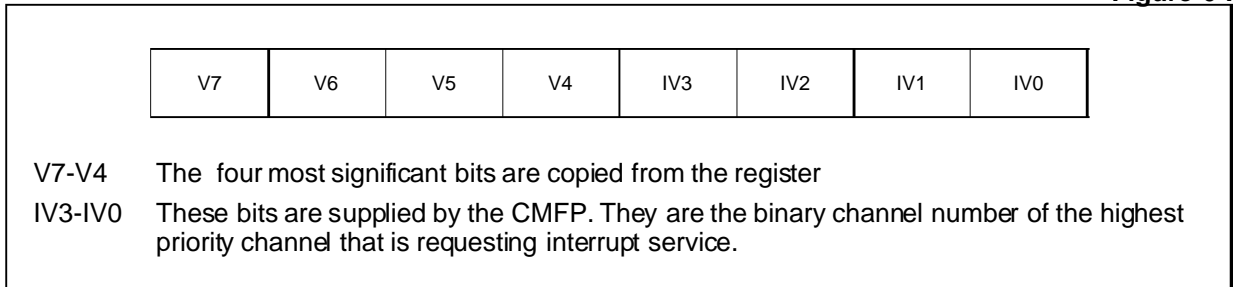 V7 V6 V5 V4 IV3 IV2 IV1 IV0
V7-V4 The four most significant bits are copied from the register
IV3-IV0 These bits are supplied by the CMFP. They are the binary channel number of the highest
priority channel that is requesting interrupt service.